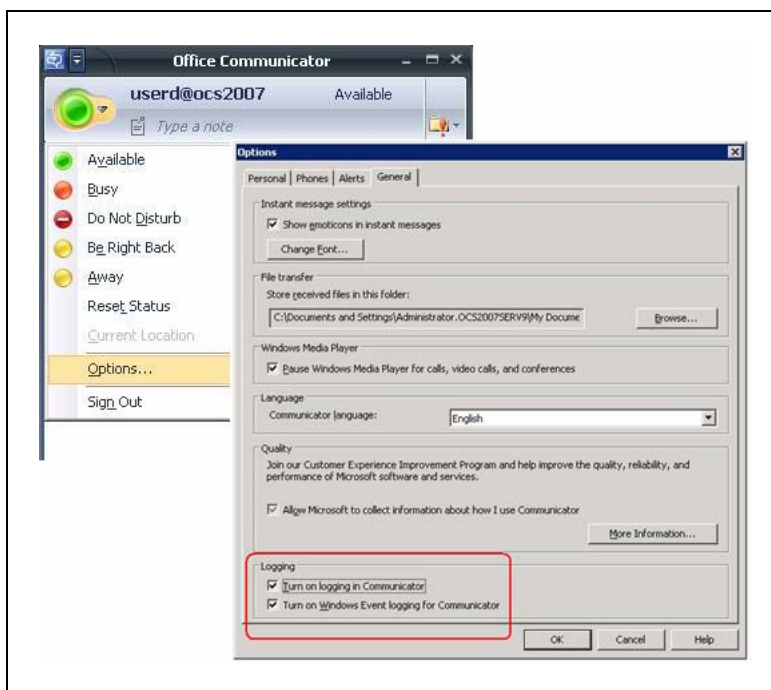 Office Communicator
userd@ocs2007 Available
Type a note
Available
Busy
Do Not Disturb
Be Right Back
Away
Reset Status
Current Location
Options...
Sign Out
Options
Personal Phones Alerts General
Instant message settings
Show emoticons in instant messages
Change Font...
File transfer
Store received files in this folder:
C:\Documents and Settings\Administrator.OCS2007SERV9\My Docume Browse...
Windows Media Player
Pause Windows Media Player for calls, video calls, and conferences
Language
Communicator language: English
Quality
Join our Customer Experience Improvement Program and help improve the quality, reliability, and
performance of Microsoft software and services.
Allow Microsoft to collect information about how I use Communicator
More Information...
Logging
Turn on logging in Communicator
Turn on Windows Event logging for Communicator
OK Cancel Help